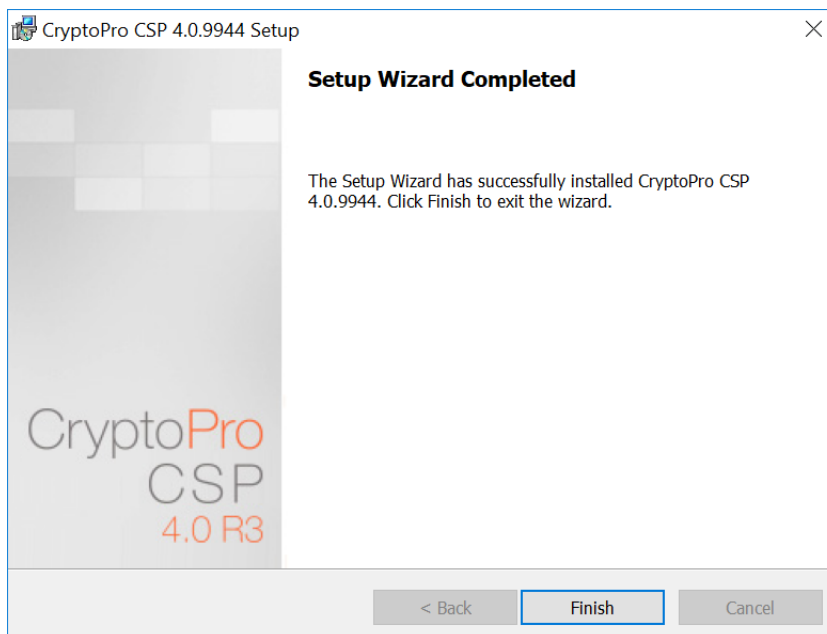 CryptoPro CSP 4.0.9944 Setup
Setup Wizard Completed
The Setup Wizard has successfully installed CryptoPro CSP
4.0.9944. Click Finish to exit the wizard.
CryptoPro
CSP
4.0 R3
< Back
Finish
Cancel